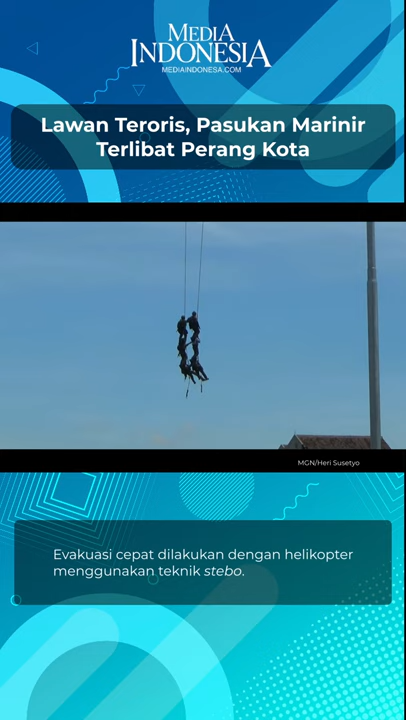 MEDIA
INDONESIA
MEDIAINDONESA.COM
Lawan Teroris, Pasukan Marinir
Terlibat Perang Kota
MGN/Heri Susetyo
Evakuasi cepat dilakukan dengan helikopter
menggunakan teknik stebo.